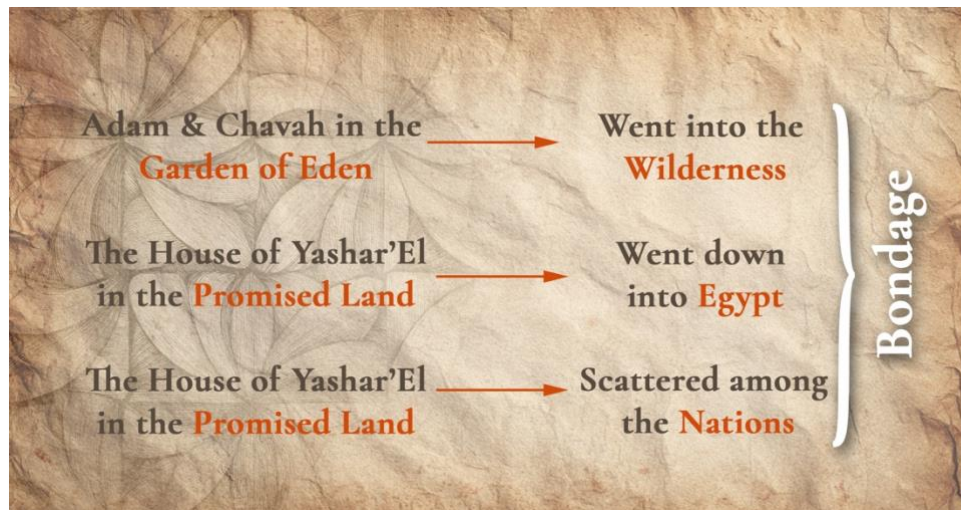 Adam & Chavah in the
Garden of Eden
Went into the
Wilderness
The House of Yashar’El
in the Promised Land
Went down
into Egypt
The House of Yashar’El
in the Promised Land
Scattered among
the Nations
Bondage